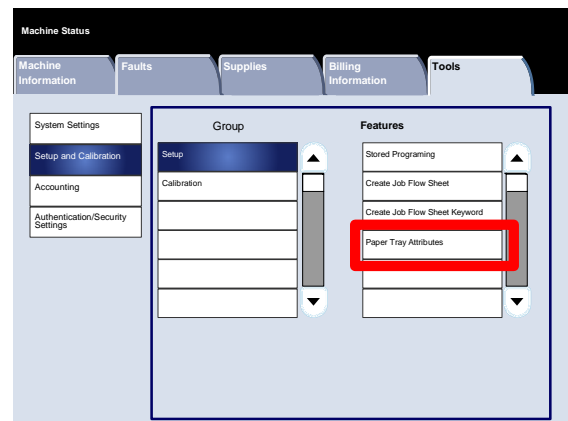 Machine Status
Machine
Information
Faults
Supplies
Billing
Information
Tools
System Settings
Setup and Calibration
Accounting
Authentication/Security
Settings
Group
Setup
Calibration
Features
Stored Programing
Create Job Flow Sheet
Create Job Flow Sheet Keyword
Paper Tray Attributes